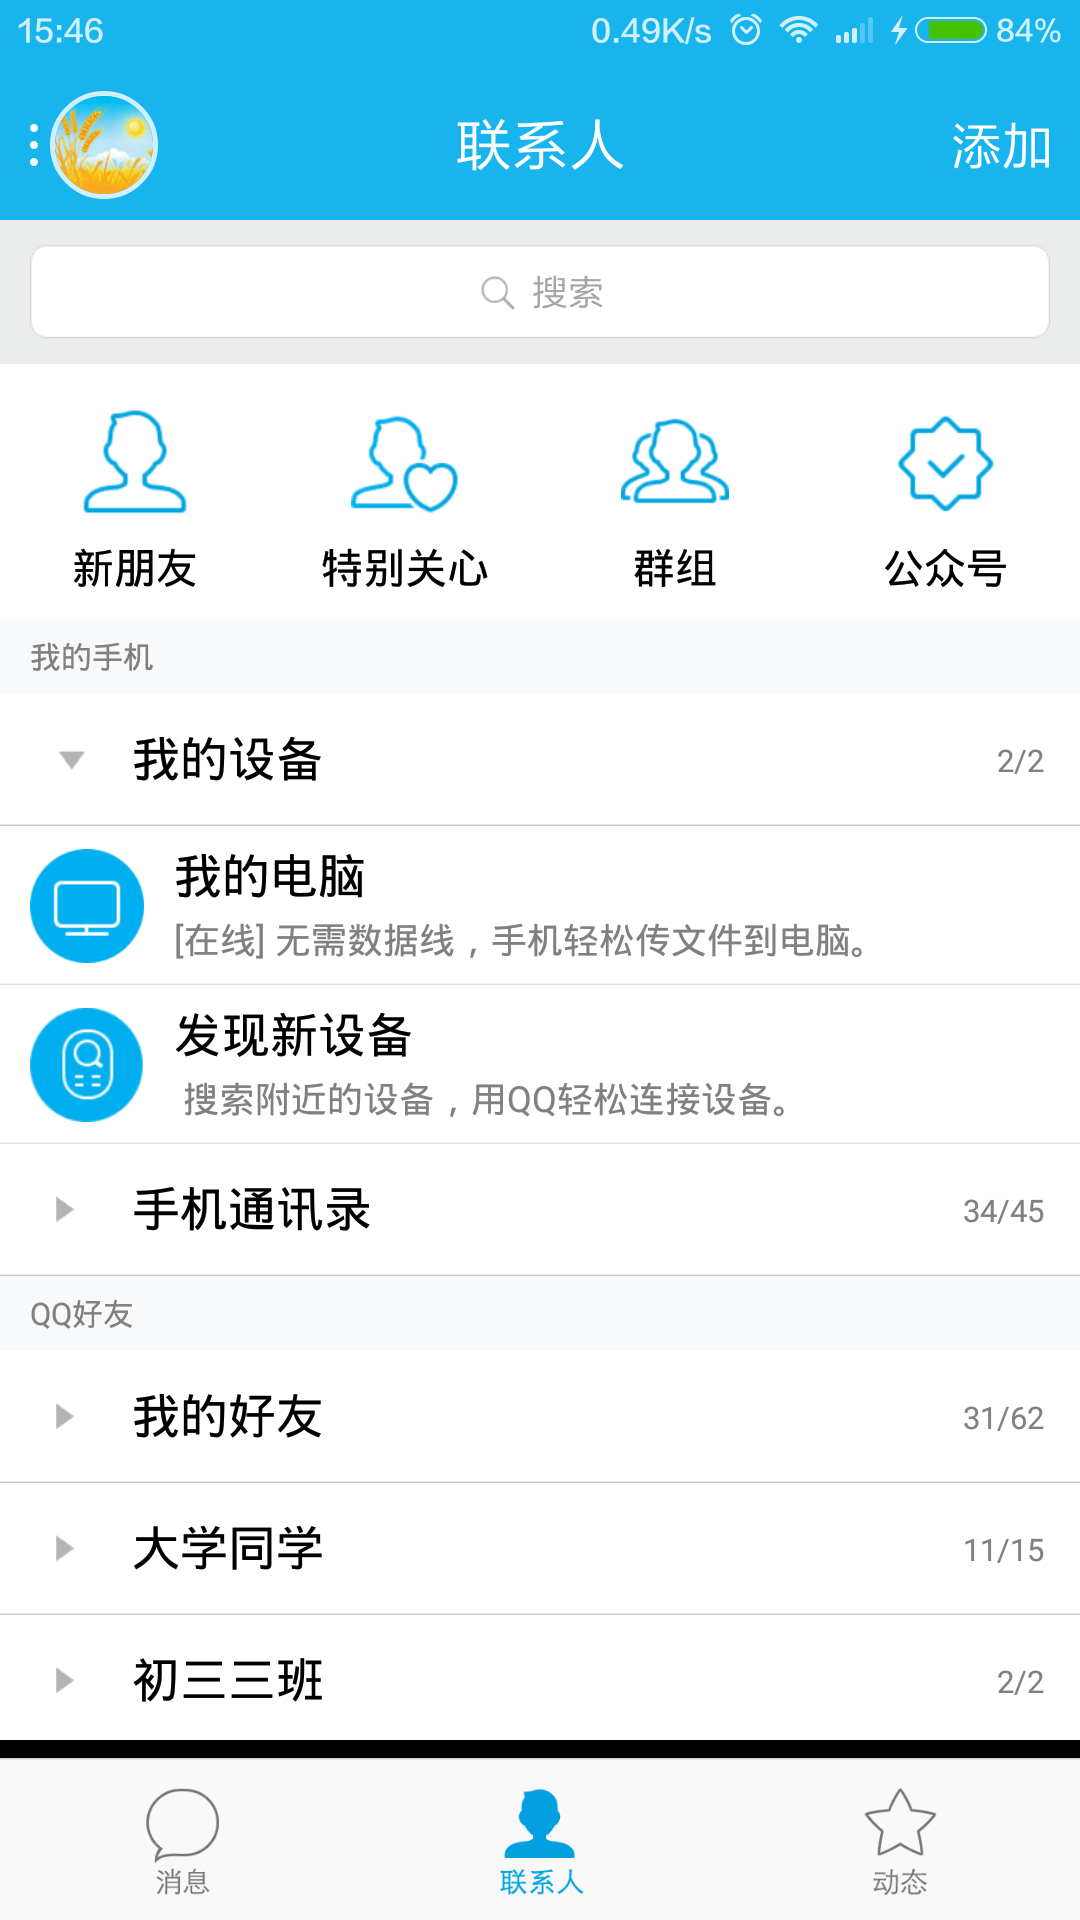 15:46 0.49K/s 84%
联系人 添加
搜索
新朋友 特别关心 群组 公众号
我的手机
我的设备 2/2
我的电脑
[在线] 无需数据线，手机轻松传文件到电脑。
发现新设备
搜索附近的设备，用QQ轻松连接设备。
手机通讯录 34/45
QQ好友
我的好友 31/62
大学同学 11/15
初三三班 2/2
消息 联系人 动态